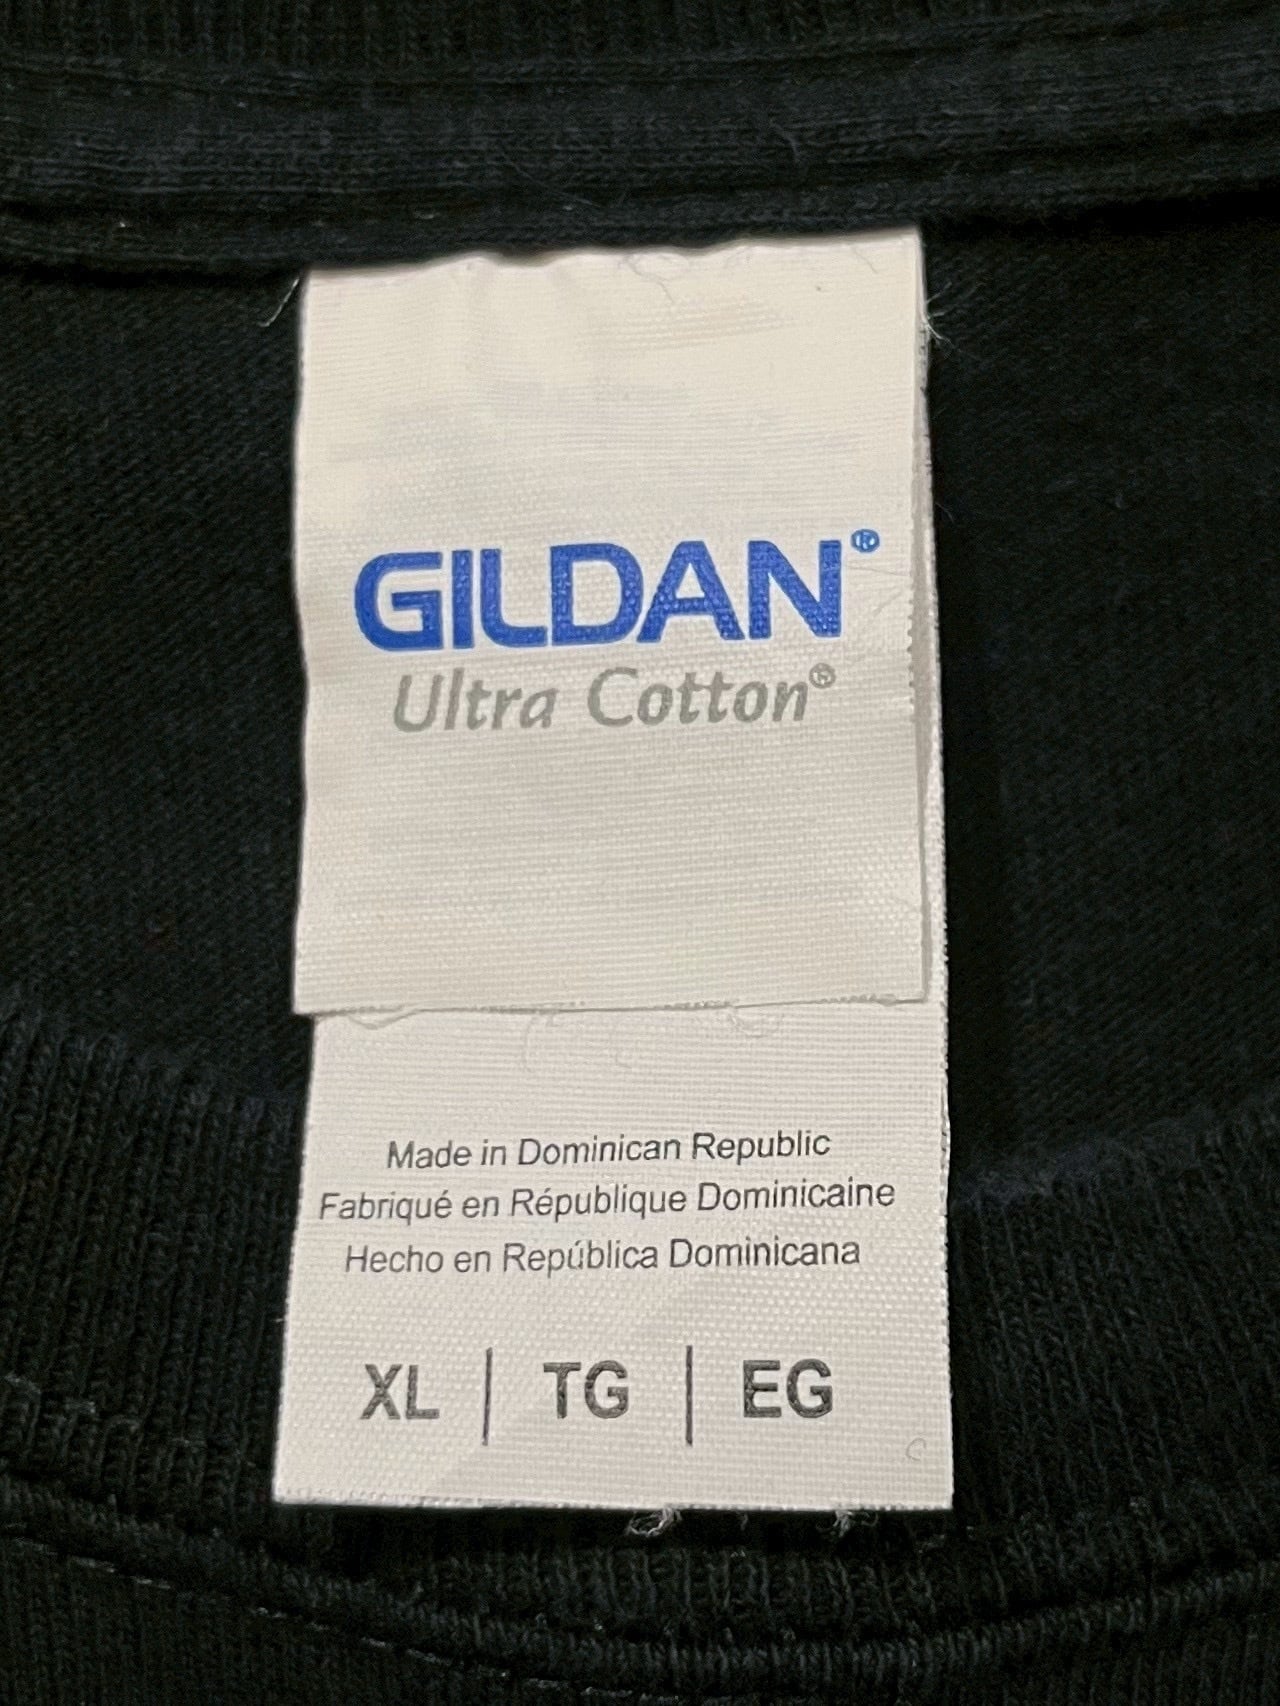 GILDAN®
Ultra Cotton®
Made in Dominican Republic
Fabriqué en République Dominicaine
Hecho en República Dominicana
XL | TG | EG